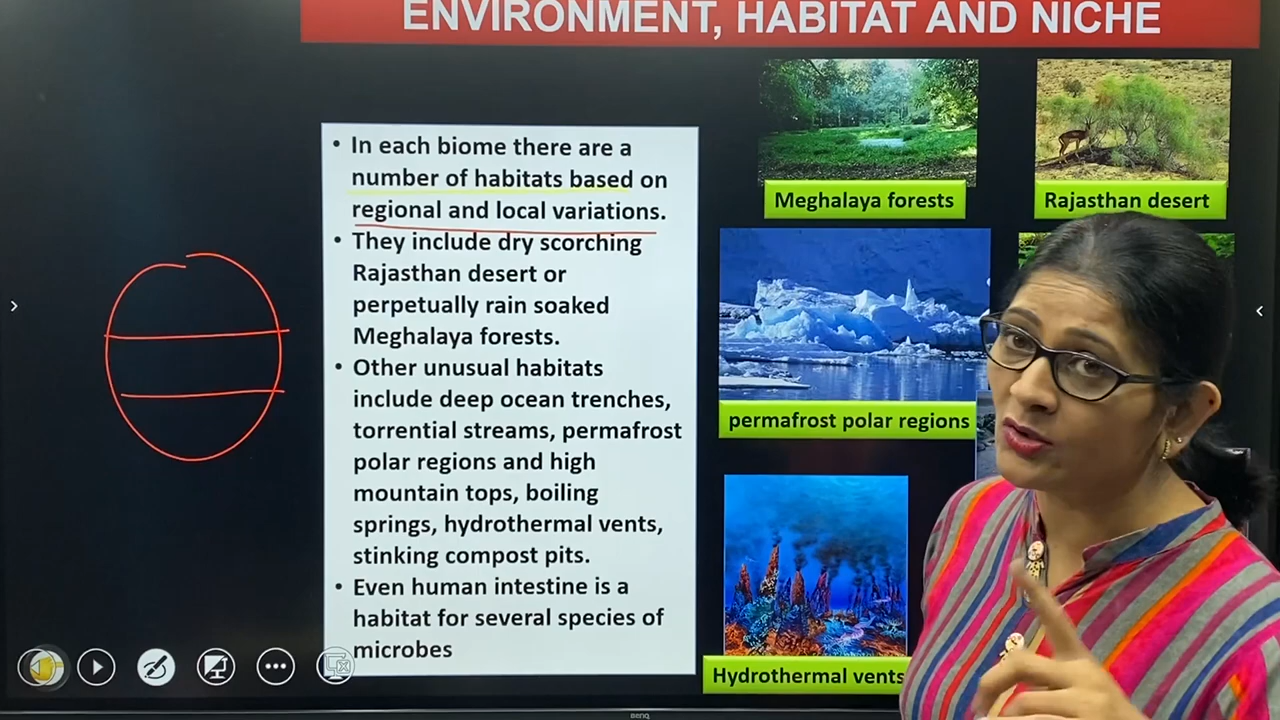 ENVIRONMENT, HABITAT AND NICHE
• In each biome there are a
number of habitats based on
regional and local variations.
• They include dry scorching
Rajasthan desert or
perpetually rain soaked
Meghalaya forests.
• Other unusual habitats
include deep ocean trenches,
torrential streams, permafrost
polar regions and high
mountain tops, boiling
springs, hydrothermal vents,
stinking compost pits.
• Even human intestine is a
habitat for several species of
microbes
Meghalaya forests
Rajasthan desert
permafrost polar regions
Hydrothermal vents
BenQ